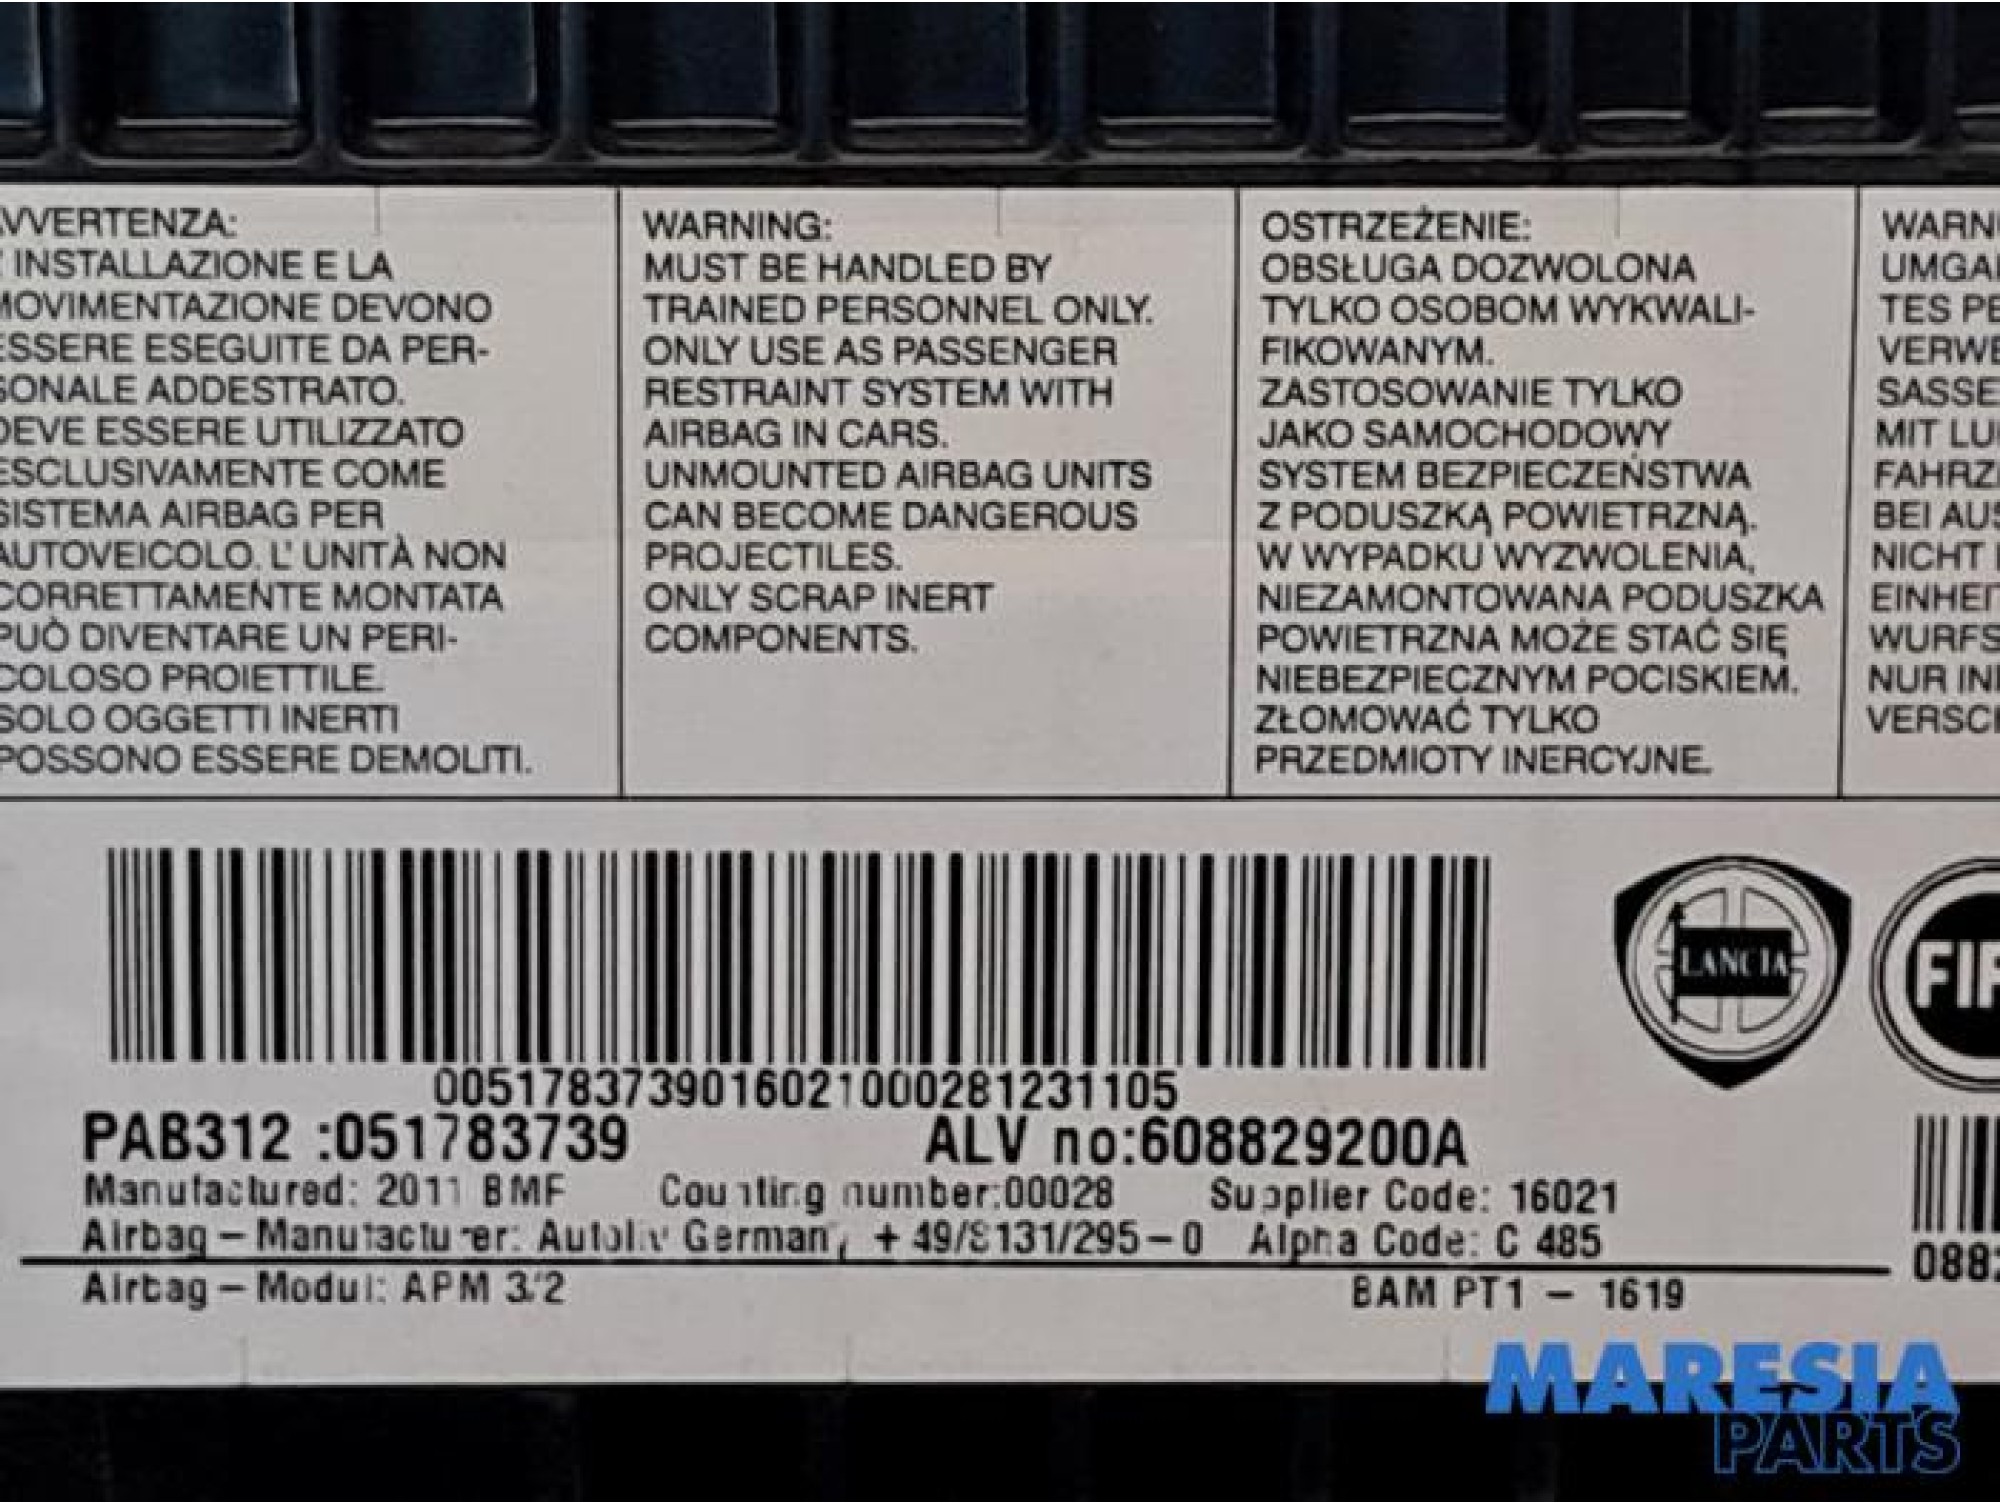 AVVERTENZA:
INSTALLAZIONE E LA
MOVIMENTAZIONE DEVONO
ESSERE ESEGUITE DA PER-
SONALE ADDESTRATO.
DEVE ESSERE UTILIZZATO
ESCLUSIVAMENTE COME
SISTEMA AIRBAG PER
AUTOVEICOLO. L' UNITÀ NON
CORRETTAMENTE MONTATA
PUÒ DIVENTARE UN PERI-
COLOSO PROIETTILE.
SOLO OGGETTI INERTI
POSSONO ESSERE DEMOLITI.
WARNING:
MUST BE HANDLED BY
TRAINED PERSONNEL ONLY.
ONLY USE AS PASSENGER
RESTRAINT SYSTEM WITH
AIRBAG IN CARS.
UNMOUNTED AIRBAG UNITS
CAN BECOME DANGEROUS
PROJECTILES.
ONLY SCRAP INERT
COMPONENTS.
OSTRZEŻENIE:
OBSŁUGA DOZWOLONA
TYLKO OSOBOM WYKWALI-
FIKOWANYM.
ZASTOSOWANIE TYLKO
JAKO SAMOCHODOWY
SYSTEM BEZPIECZEŃSTWA
Z PODUSZKĄ POWIETRZNĄ.
W WYPADKU WYZWOLENIA,
NIEZAMONTOWANA PODUSZKA
POWIETRZNA MOŻE STAĆ SIĘ
NIEBEZPIECZNYM POCISKIEM.
ZŁOMOWAĆ TYLKO
PRZEDMIOTY INERCYJNE.
WARN
UMGA
TES PE
VERWE
SASSE
MIT LU
FAHRZ
BEI AUS
NICHT
EINHEIT
WURFS
NUR IN
VERSC
0051783739016021000281231105
PAB312 :051783739 ALV no:608829200A
Manufactured: 2011 BMF Counting number:00028 Supplier Code: 16021
Airbag – Manufacturer: Autoliv Germany + 49/8131/295 – 0 Alpha Code: C 485
Airbag – Modul: APM 3.2 BAM PT1 – 1619
LANCIA
FIA
088
MARESIA
PARTS